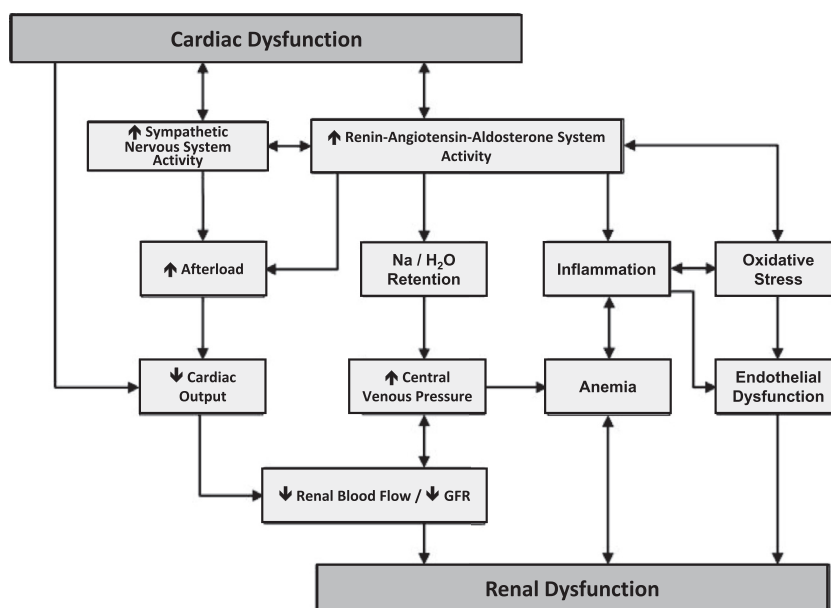 Cardiac Dysfunction
↑ Sympathetic
Nervous System
Activity
↑ Renin-Angiotensin-Aldosterone System
Activity
↑ Afterload
Na / H₂O
Retention
Inflammation
Oxidative
Stress
↓ Cardiac
Output
↑ Central
Venous Pressure
Anemia
Endothelial
Dysfunction
↓ Renal Blood Flow / ↓ GFR
Renal Dysfunction